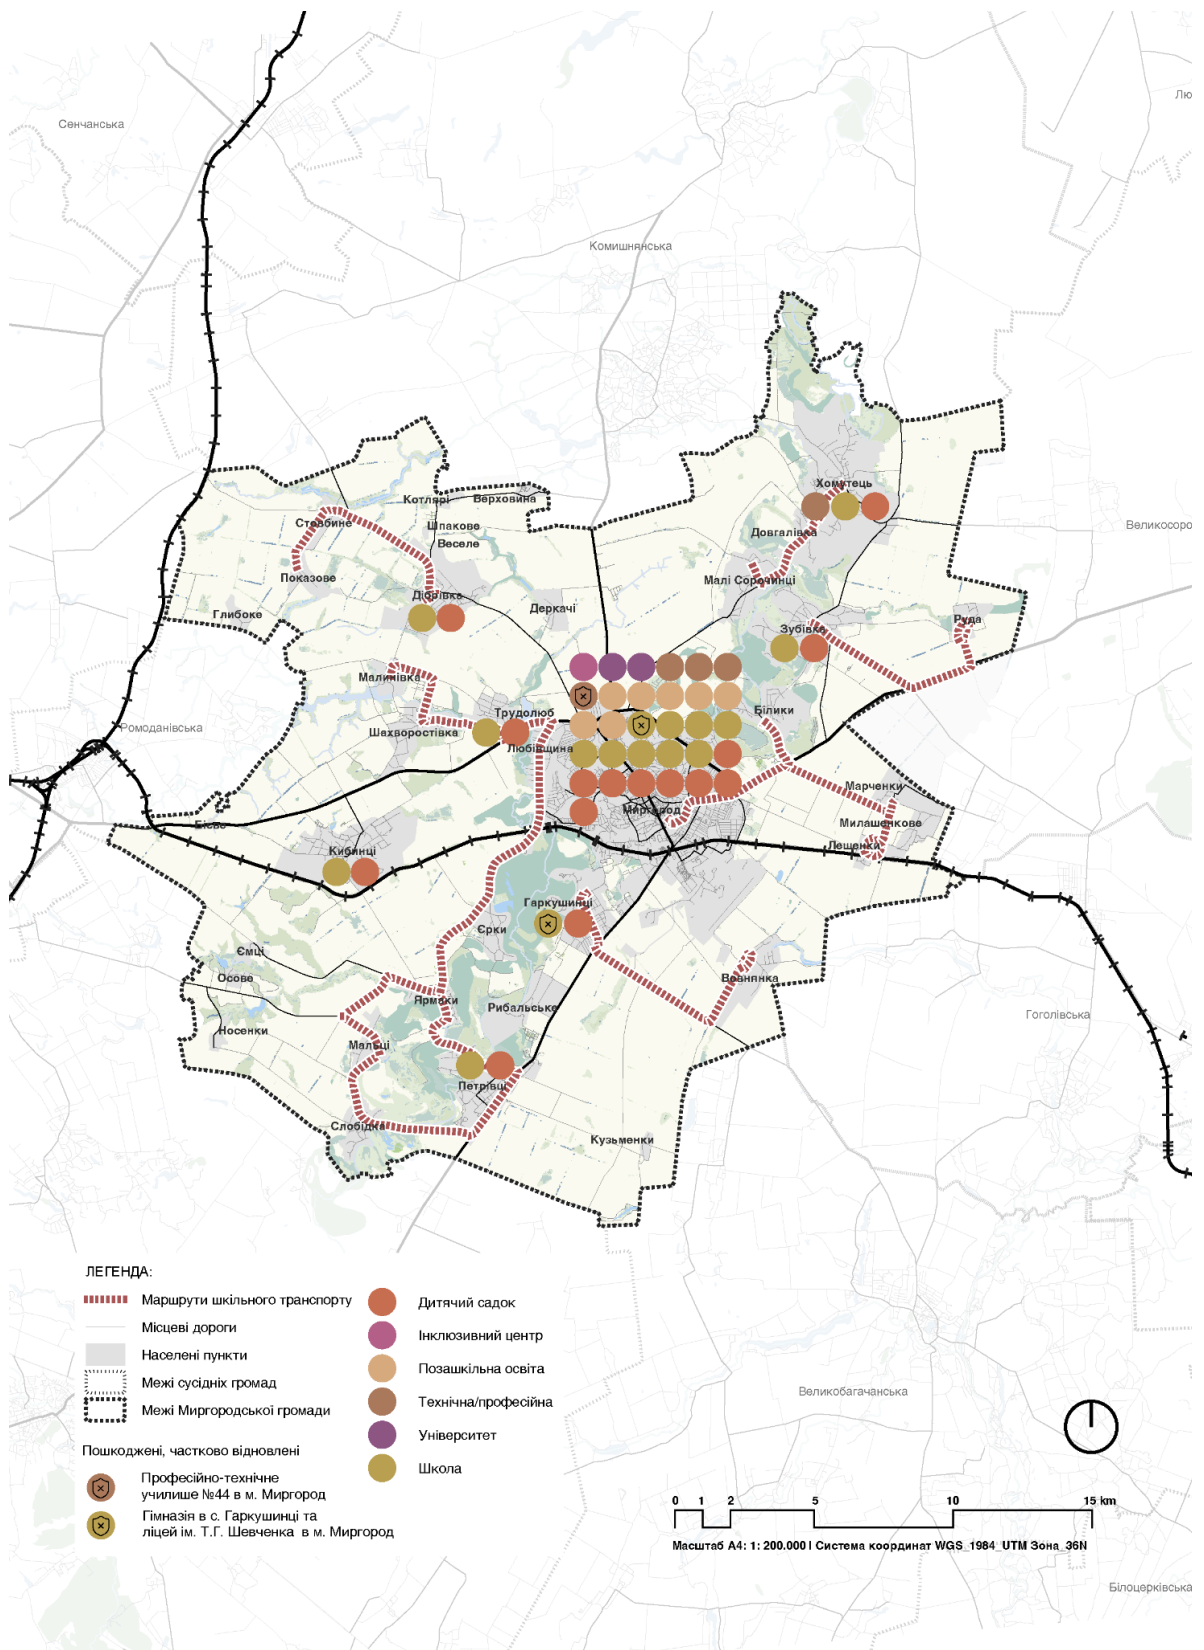 Лю
Сенчанська
Комишнянська
Хомутець
Котлярі
Верховина
Стовбине
Шпакове
Великосоро
Довгалівка
Веселе
Показове
Малі Сорочинці
Діорівка
Глибоке
Деркачі
Руда
Зубівка
Малинівка
Білики
Трудолюб
Ромоданівська
Шахворостівка
Любівщина
Марченки
Миргород
Милашенкове
Бієве
Лещенки
Кибинці
Гаркушинці
Єрки
Ємці
Осове
Вовнянка
Ярмаки
Рибальське
Гоголівська
Носенки
Мальці
Петрівці
Слобідка
Кузьменки
ЛЕГЕНДА:
Маршрути шкільного транспорту
Місцеві дороги
Населені пункти
Межі сусідніх громад
Межі Миргородської громади
Пошкоджені, частково відновлені
Професійно-технічне
училише №44 в м. Миргород
Гімназія в с. Гаркушинці та
ліцей ім. Т.Г. Шевченка в м. Миргород
Дитячий садок
Інклюзивний центр
Позашкільна освіта
Технічна/професійна
Університет
Школа
Великобагачанська
0 1 2 5 10 15 km
Масштаб А4: 1: 200.000 | Система координат WGS_1984_UTM Зона_36N
Білоцерківська